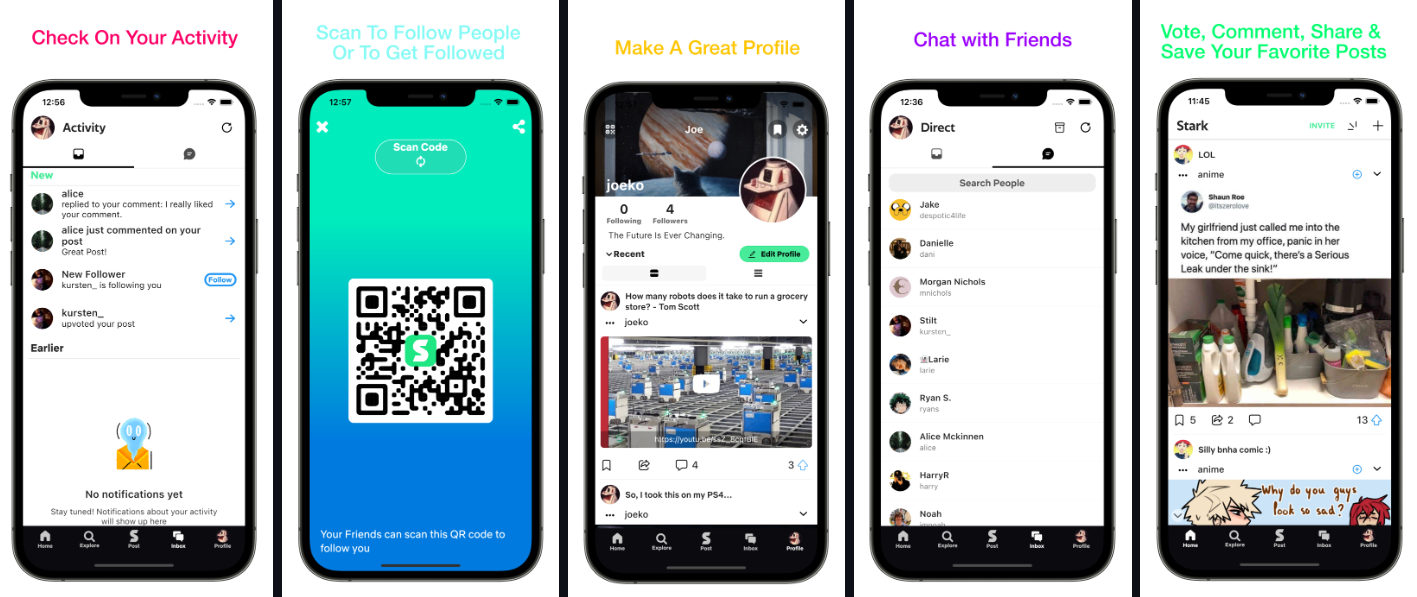 Check On Your Activity
12:56
Activity
New
alice
replied to your comment: I really liked
your comment.
alice just commented on your
post
Great Post!
New Follower
kursten_ is following you
Follow
kursten_
upvoted your post
Earlier
No notifications yet
Stay tuned! Notifications about your activity
will show up here
Home Explore Post Inbox Profile
Scan To Follow People
Or To Get Followed
12:57
Scan Code
Your Friends can scan this QR code to
follow you
Make A Great Profile
Joe
joeko
0 4
Following Followers
The Future Is Ever Changing.
Recent
Edit Profile
How many robots does it take to run a grocery
store? - Tom Scott
joeko
4
3
So, I took this on my PS4...
joeko
Home Explore Post Inbox Profile
Chat with Friends
12:36
Direct
Search People
Jake
despotic4life
Danielle
dani
Morgan Nichols
mnichols
Stilt
kursten_
Larie
larie
Ryan S.
ryans
Alice Mckinnen
alice
HarryR
harry
Noah
Home Explore Post Inbox Profile
Vote, Comment, Share &
Save Your Favorite Posts
11:45
Stark
INVITE
LOL
anime
Shaun Roe
@itszerolove
My girlfriend just called me into the
kitchen from my office, panic in her
voice, "Come quick, there's a Serious
Leak under the sink!"
5 2 13
Silly bnha comic :)
anime
Why do you guys
look so sad?
Home Explore Post Inbox Profile